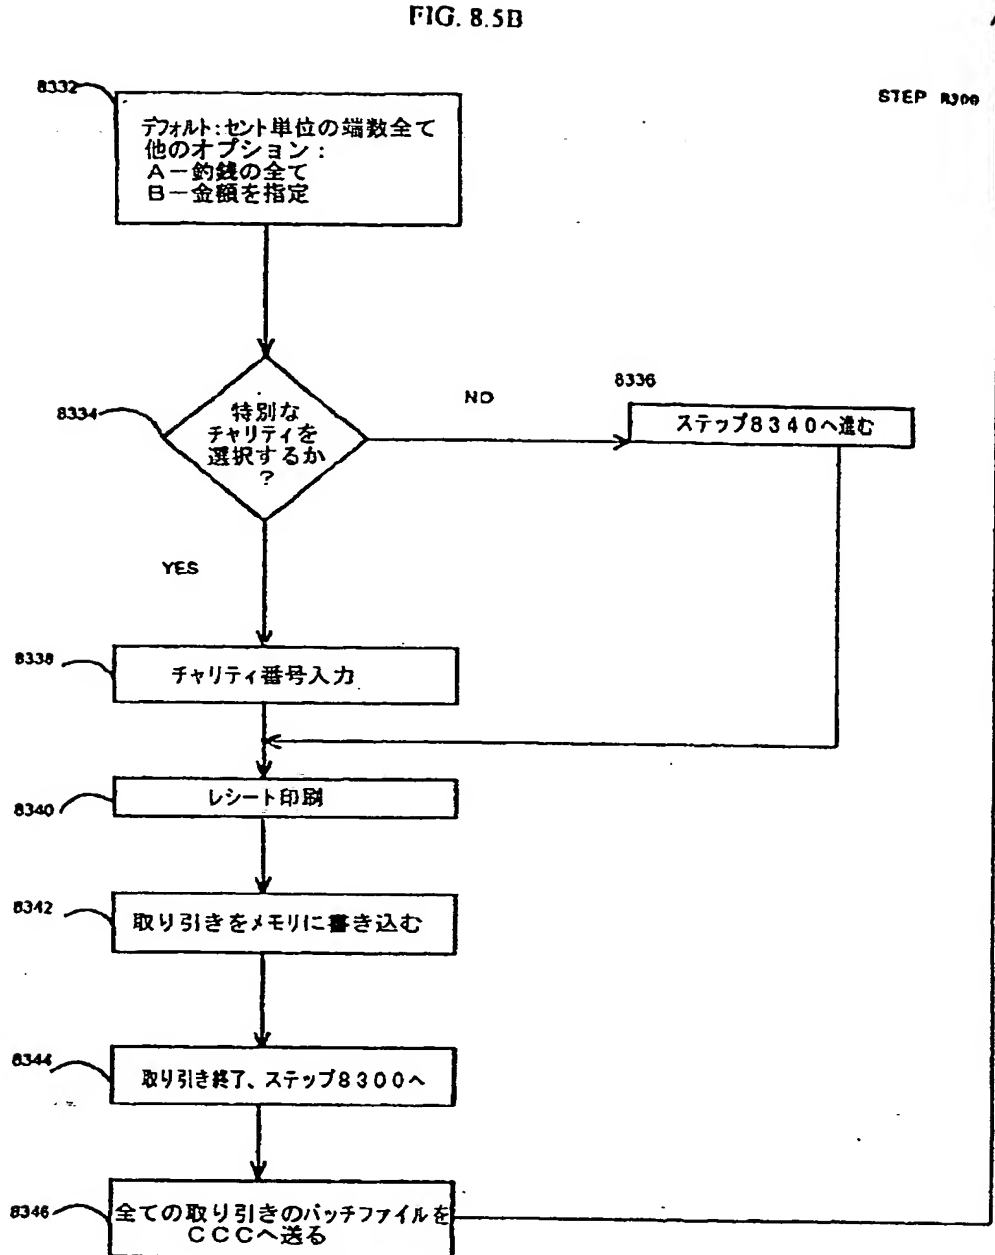 FIG. 8.5B
8332
STEP 8300
デフォルト:セント単位の端数全て
他のオプション:
A－釣銭の全て
B－金額を指定
8334
特別な
チャリティを
選択するか
?
NO
8336
ステップ8340へ進む
YES
8338
チャリティ番号入力
8340
レシート印刷
8342
取り引きをメモリに書き込む
8344
取り引き終了、ステップ8300へ
8346
全ての取り引きのバッチファイルを
CCCへ送る